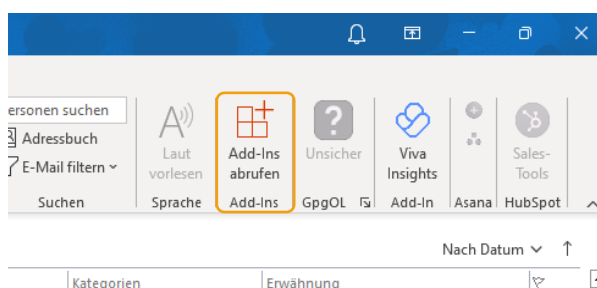 ersonen suchen
Adressbuch
E-Mail filtern
Suchen
Laut
vorlesen
Sprache
Add-Ins
abrufen
Add-Ins
Unsicher
GpgOL
Viva
Insights
Add-In
Asana
Sales-
Tools
HubSpot
Nach Datum
Kategorien
Erwähnung